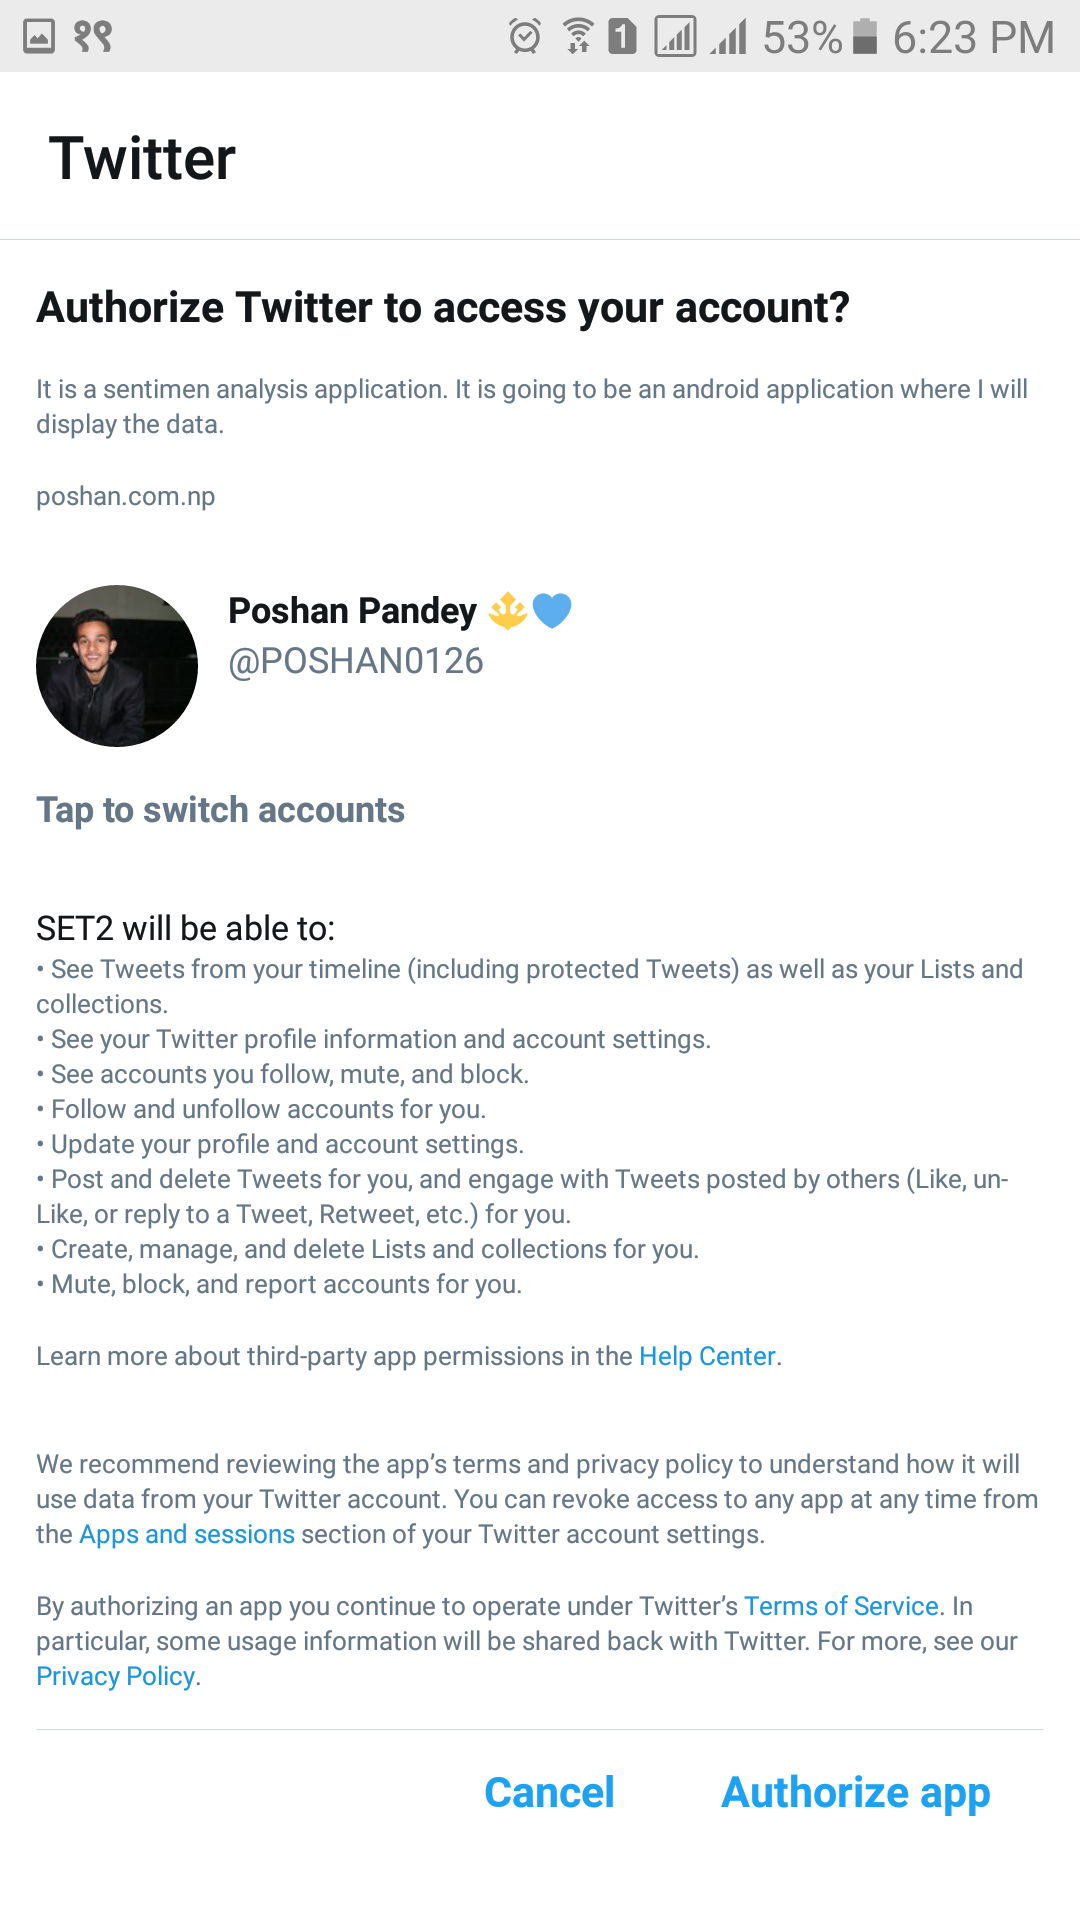 ११ 1 53% 6:23 PM
Twitter
Authorize Twitter to access your account?
It is a sentimen analysis application. It is going to be an android application where I will
display the data.
poshan.com.np
Poshan Pandey
@POSHAN0126
Tap to switch accounts
SET2 will be able to:
• See Tweets from your timeline (including protected Tweets) as well as your Lists and
collections.
• See your Twitter profile information and account settings.
• See accounts you follow, mute, and block.
• Follow and unfollow accounts for you.
• Update your profile and account settings.
• Post and delete Tweets for you, and engage with Tweets posted by others (Like, un-
Like, or reply to a Tweet, Retweet, etc.) for you.
• Create, manage, and delete Lists and collections for you.
• Mute, block, and report accounts for you.
Learn more about third-party app permissions in the Help Center.
We recommend reviewing the app’s terms and privacy policy to understand how it will
use data from your Twitter account. You can revoke access to any app at any time from
the Apps and sessions section of your Twitter account settings.
By authorizing an app you continue to operate under Twitter’s Terms of Service. In
particular, some usage information will be shared back with Twitter. For more, see our
Privacy Policy.
Cancel Authorize app